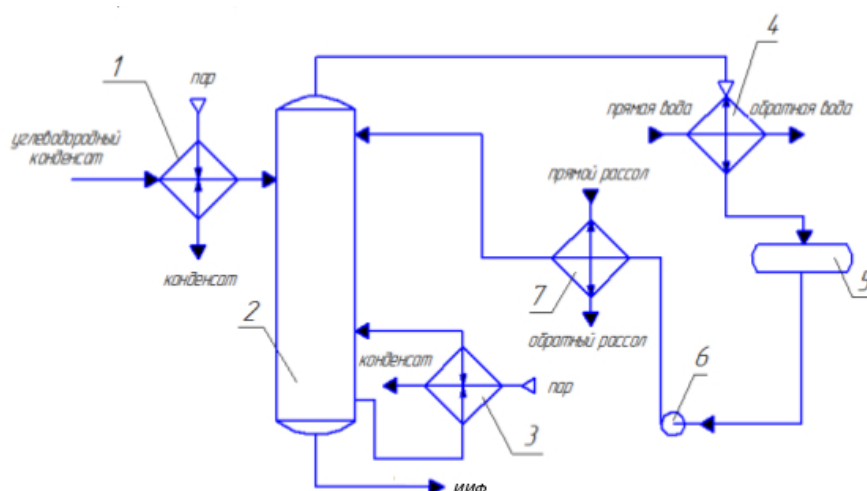 1
пар
углеводородный
конденсат
конденсат
2
4
прямая вода
обратная вода
прямой рассол
7
обратный рассол
5
6
конденсат
пар
3
ИИФ